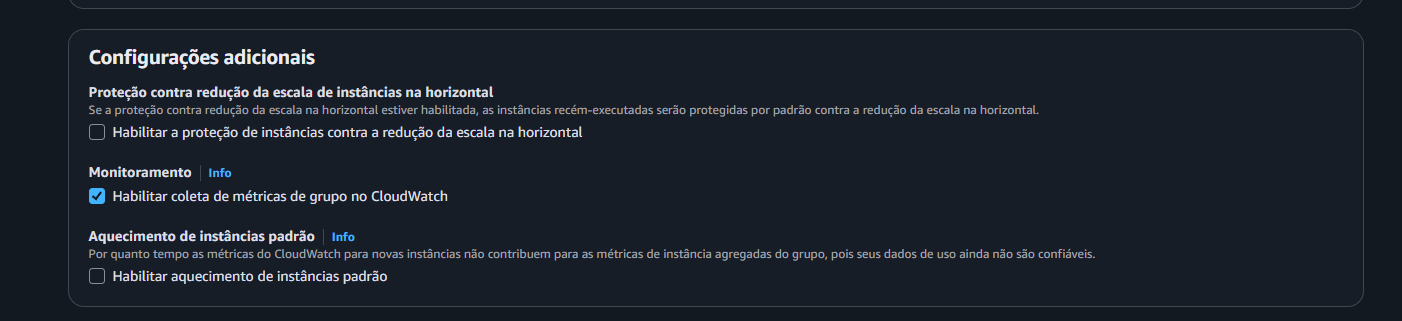 Configurações adicionais
Proteção contra redução da escala de instâncias na horizontal
Se a proteção contra redução da escala na horizontal estiver habilitada, as instâncias recém-executadas serão protegidas por padrão contra a redução da escala na horizontal.
Habilitar a proteção de instâncias contra a redução da escala na horizontal
Monitoramento Info
Habilitar coleta de métricas de grupo no CloudWatch
Aquecimento de instâncias padrão Info
Por quanto tempo as métricas do CloudWatch para novas instâncias não contribuem para as métricas de instância agregadas do grupo, pois seus dados de uso ainda não são confiáveis.
Habilitar aquecimento de instâncias padrão